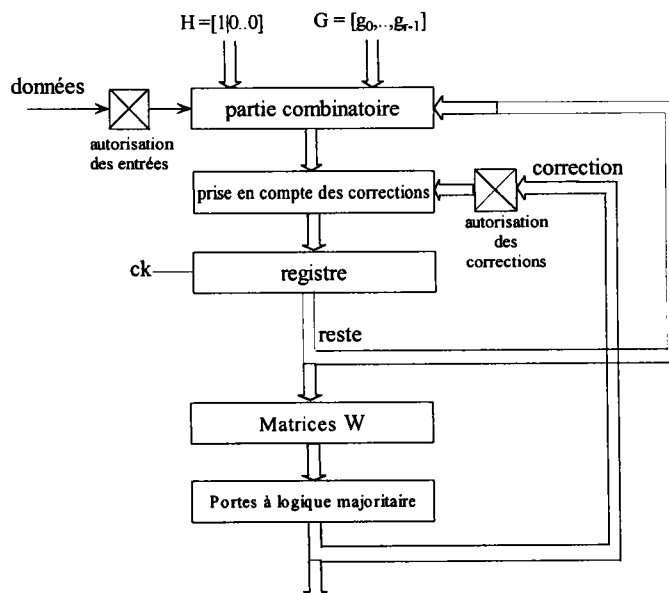 H =[1|0..0]
G = [g0,..,gr-1]
données
partie combinatoire
autorisation
des entrées
correction
prise en compte des corrections
autorisation
des
corrections
ck
registre
reste
Matrices W
Portes à logique majoritaire